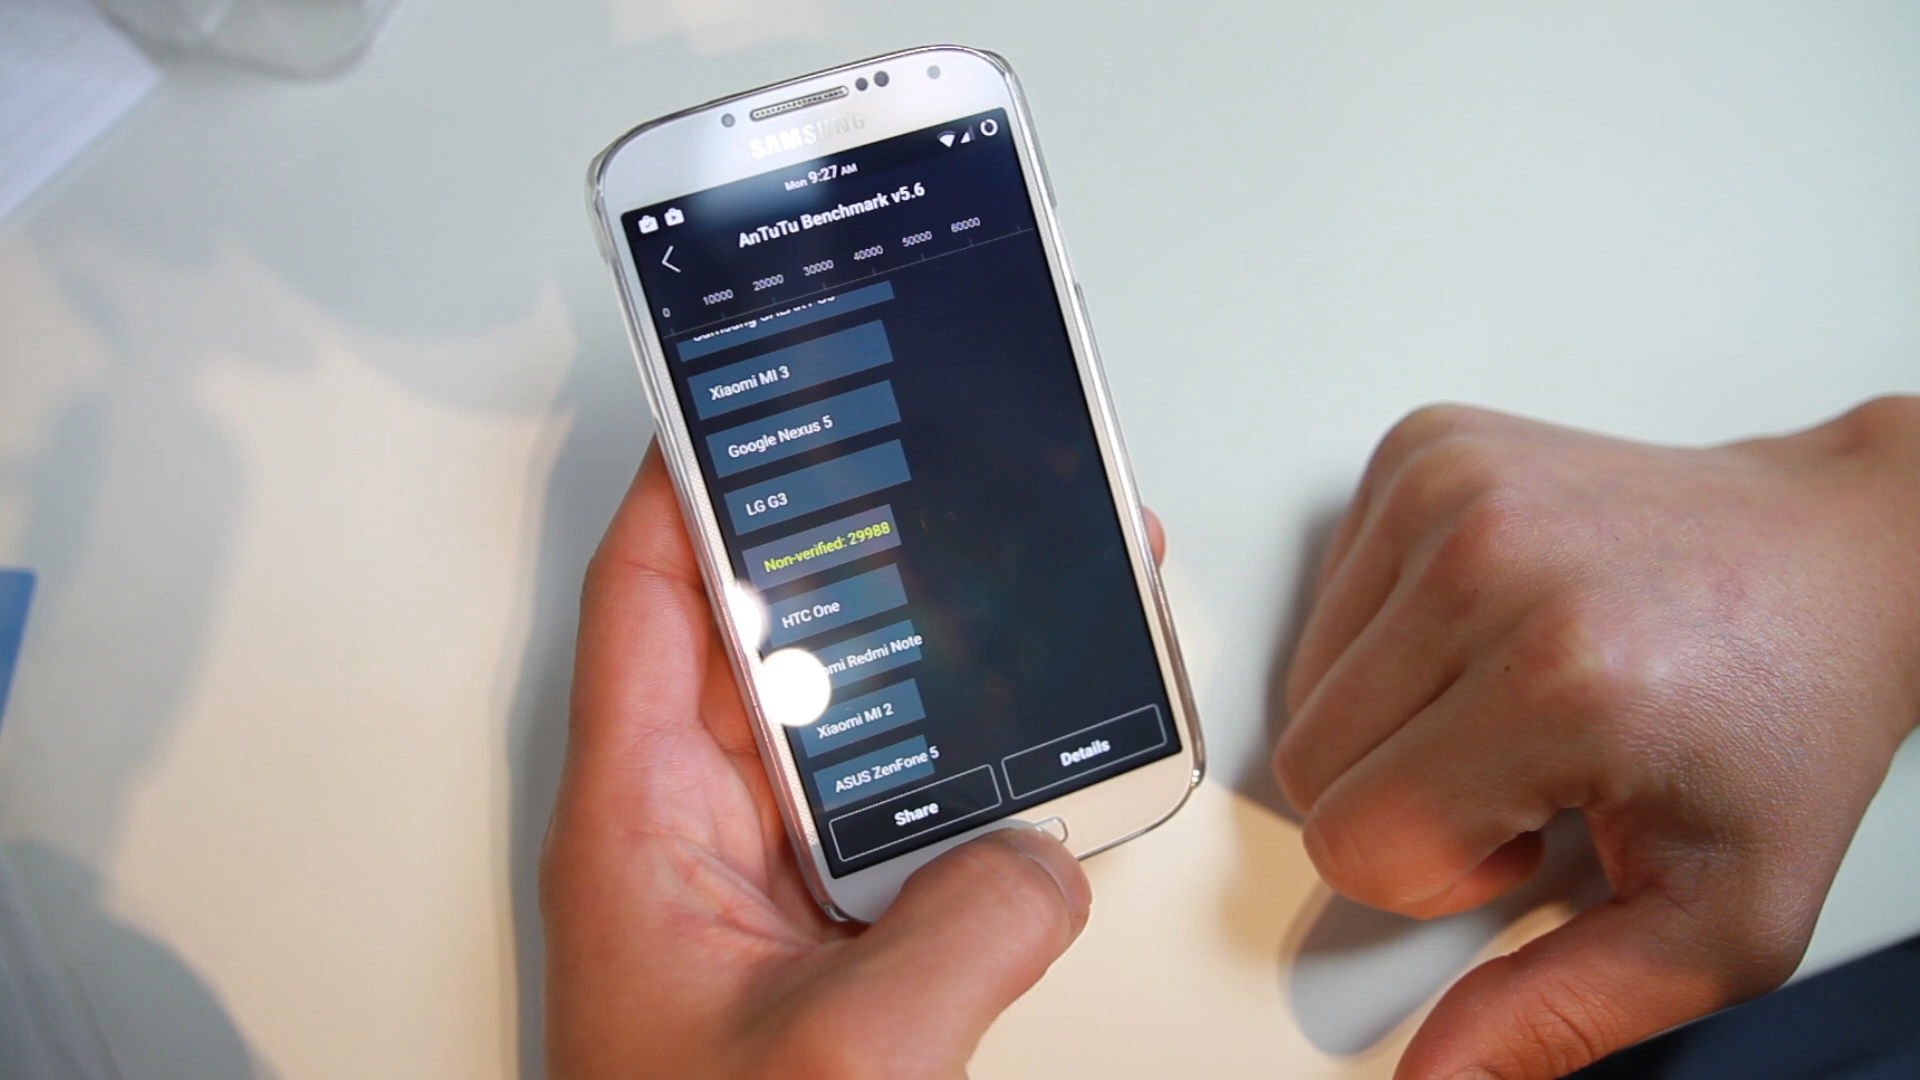 SAMSUNG
Mon 9:27 AM
AnTuTu Benchmark v5.6
0 10000 20000 30000 40000 50000 60000
Samsung
Xiaomi MI 3
Google Nexus 5
LG G3
Non-verified: 29988
HTC One
omi Redmi Note
Xiaomi MI 2
ASUS ZenFone 5
Share
Details